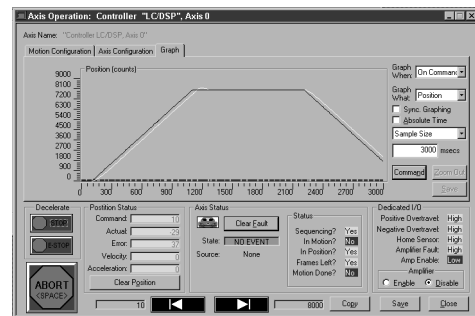 Axis Operation: Controller "LC/DSP", Axis 0
Axis Name: "Controller LC/DSP, Axis 0"
Motion Configuration Axis Configuration Graph
Position (counts)
9000
8100
7200
6300
5400
4500
3600
2700
1800
900
0
0 300 600 900 1200 1500 1800 2100 2400 2700 3000
Graph When: On Command
Graph What: Position
Sync. Graphing
Absolute Time
Sample Size
3000 msecs
Command Zoom Out
Save
Decelerate
STOP
E-STOP
ABORT
<SPACE>
Position Status
Command: 10
Actual: -29
Error: 37
Velocity: 0
Acceleration: 0
Clear Position
Axis Status
Clear Fault
State: NO EVENT
Source: None
Status
Sequencing? Yes
In Motion? No
In Position? Yes
Frames Left? Yes
Motion Done? No
Dedicated I/O
Positive Overtravel: High
Negative Overtravel: High
Home Sensor: High
Amplifier Fault: High
Amp Enable: Low
Amplifier
Enable Disable
10 8000 Copy Save Close